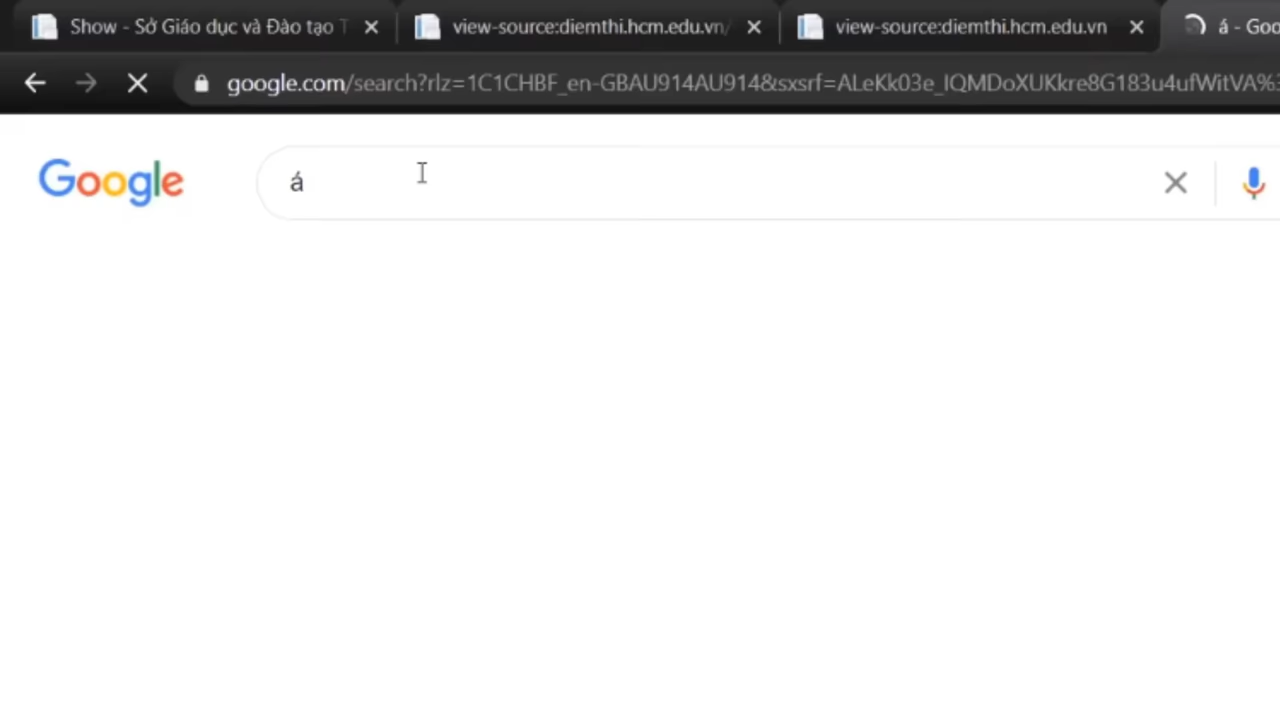 Show - Sở Giáo dục và Đào tạo T
view-source:diemthi.hcm.edu.vn/
view-source:diemthi.hcm.edu.vn
á - Goo
google.com/search?rlz=1C1CHBF_en-GBAU914AU914&sxsrf=ALeKk03e_IQMDoXUKkre8G183u4ufWitVA%3
Google
á